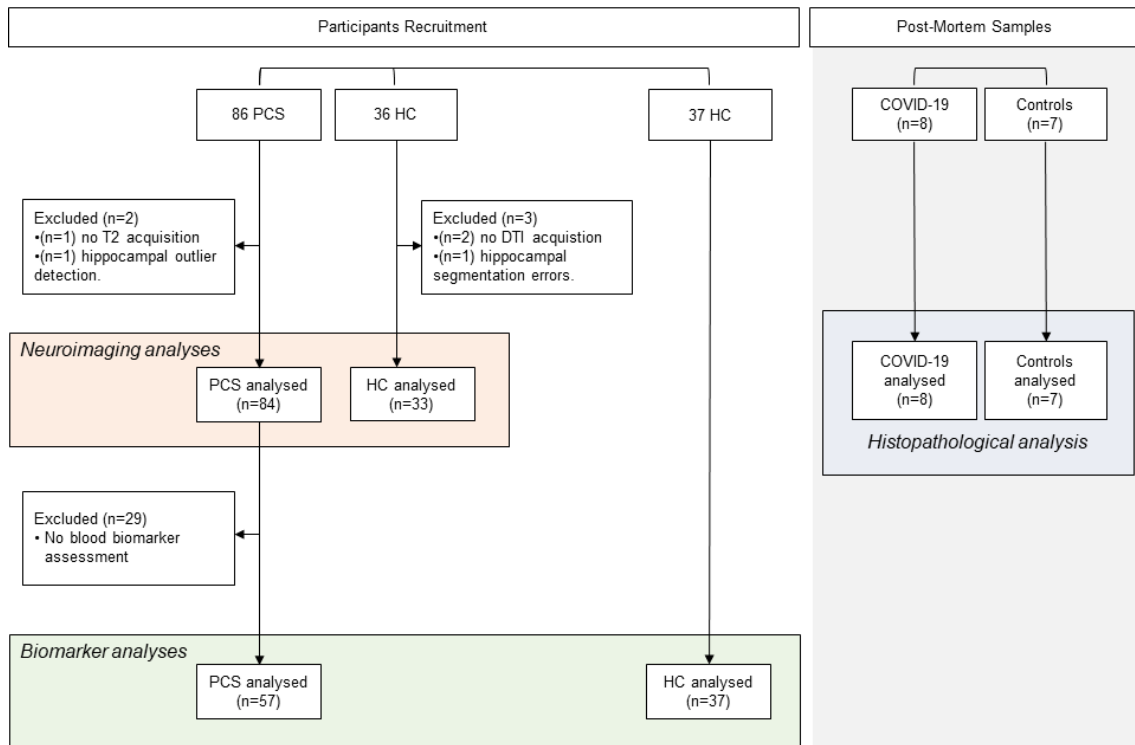 Participants Recruitment
Post-Mortem Samples
86 PCS
36 HC
37 HC
COVID-19
(n=8)
Controls
(n=7)
Excluded (n=2)
•(n=1) no T2 acquisition
•(n=1) hippocampal outlier
detection.
Excluded (n=3)
•(n=2) no DTI acquistion
•(n=1) hippocampal
segmentation errors.
Neuroimaging analyses
PCS analysed
(n=84)
HC analysed
(n=33)
COVID-19
analysed
(n=8)
Controls
analysed
(n=7)
Histopathological analysis
Excluded (n=29)
• No blood biomarker
assessment
Biomarker analyses
PCS analysed
(n=57)
HC analysed
(n=37)